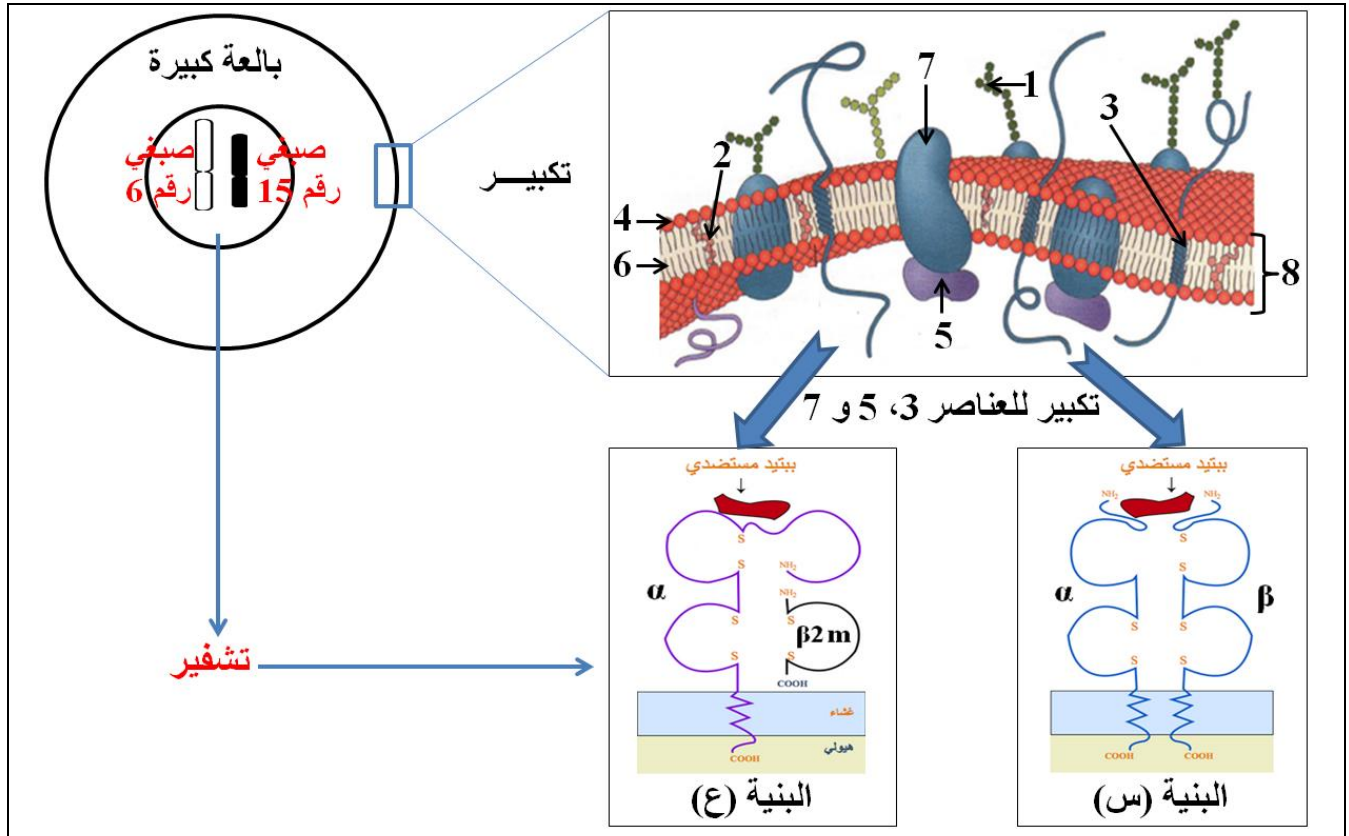 بالعة كبيرة
صبغي رقم 6
صبغي رقم 15
تكبيـــر
1
2
3
4
5
6
7
8
تكبير للعناصر 3، 5 و 7
تشفير
ببتيد مستضدي
↓
S
S
NH₂
NH₂
α
S
S
β2 m
S
S
COOH
غشاء
هيولي
COOH
البنية (ع)
ببتيد مستضدي
↓
NH₂
NH₂
S
S
α
β
S
S
S
S
COOH
COOH
البنية (س)